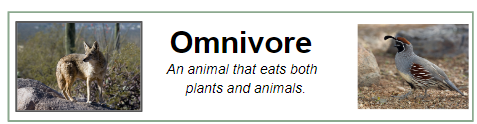 Omnivore
An animal that eats both
plants and animals.